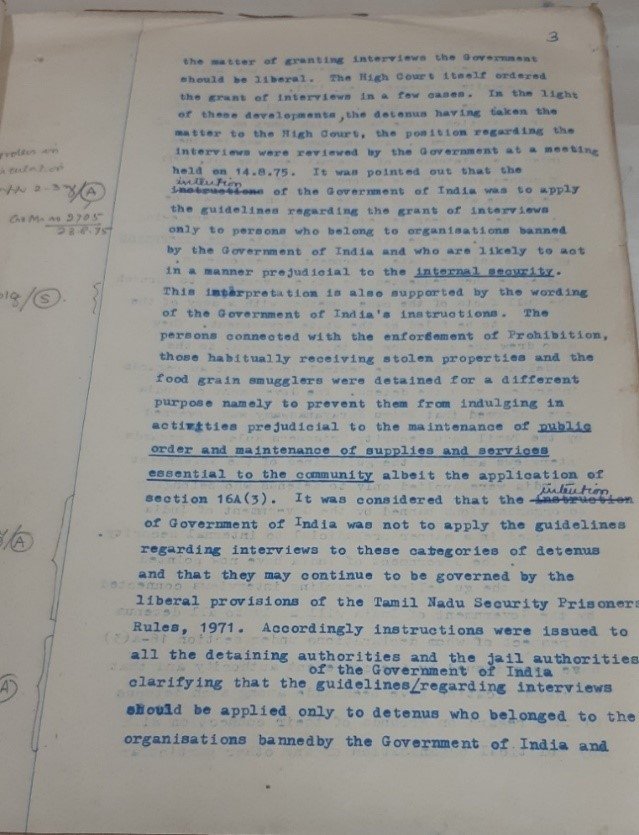 3
the matter of granting interviews the Government
should be liberal. The High Court itself ordered
the grant of interviews in a few cases. In the light
of these developments, the detenus having taken the
matter to the High Court, the position regarding the
interviews were reviewed by the Government at a meeting
held on 14.8.75. It was pointed out that the
intention
instructions of the Government of India was to apply
the guidelines regarding the grant of interviews
only to persons who belong to organisations banned
by the Government of India and who are likely to act
in a manner prejudicial to the internal security.
This interpretation is also supported by the wording
of the Government of India's instructions. The
persons connected with the enforcement of Prohibition,
those habitually receiving stolen properties and the
food grain smugglers were detained for a different
purpose namely to prevent them from indulging in
activities prejudicial to the maintenance of public
order and maintenance of supplies and services
essential to the community albeit the application of
section 16A(3). It was considered that the instruction
intention
of Government of India was not to apply the guidelines
regarding interviews to these categories of detenus
and that they may continue to be governed by the
liberal provisions of the Tamil Nadu Security Prisoners
Rules, 1971. Accordingly instructions were issued to
all the detaining authorities and the jail authorities
of the Government of India
clarifying that the guidelines/regarding interviews
should be applied only to detenus who belonged to the
organisations bannedby the Government of India and
2-3
A
2705
S
A
A